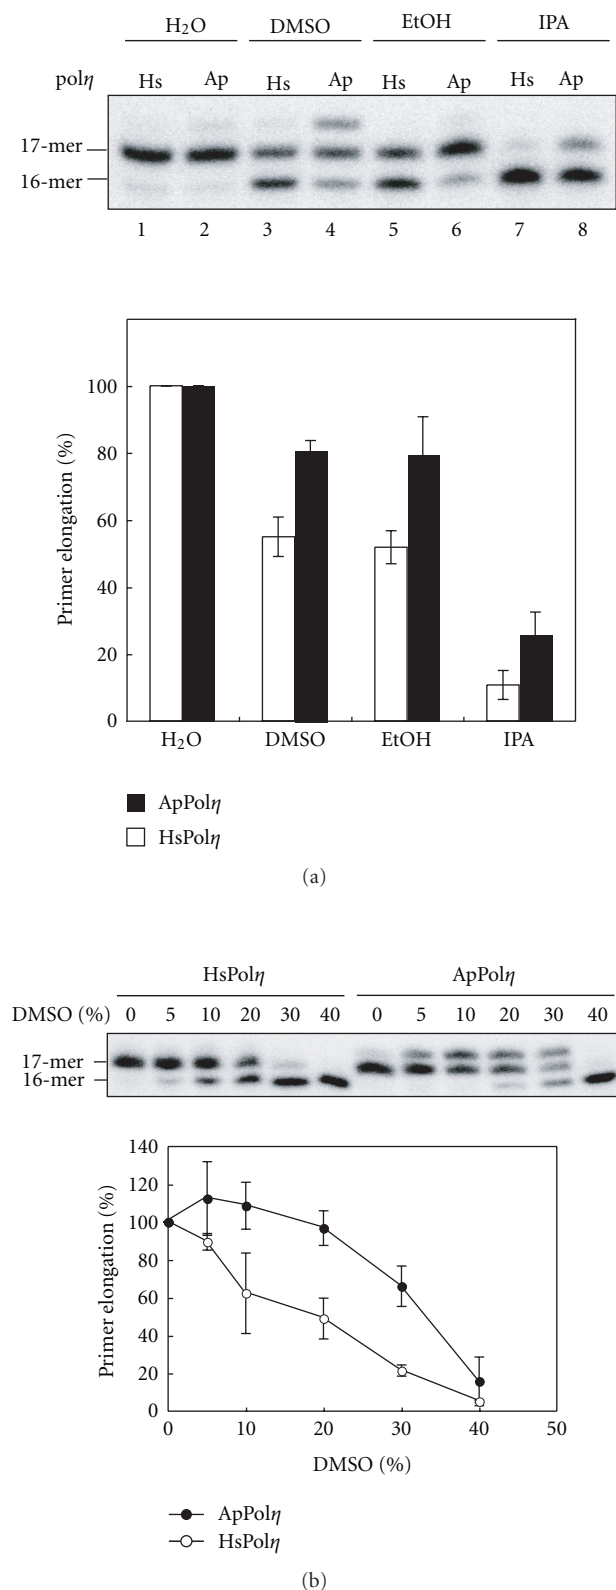 H₂O DMSO EtOH IPA
polη Hs Ap Hs Ap Hs Ap Hs Ap
17-mer
16-mer
1 2 3 4 5 6 7 8
100
80
60
40
20
0
Primer elongation (%)
H₂O DMSO EtOH IPA
ApPolη
HsPolη
(a)
HsPolη ApPolη
DMSO (%) 0 5 10 20 30 40 0 5 10 20 30 40
17-mer
16-mer
140
120
100
80
60
40
20
0
Primer elongation (%)
0 10 20 30 40 50
DMSO (%)
ApPolη
HsPolη
(b)